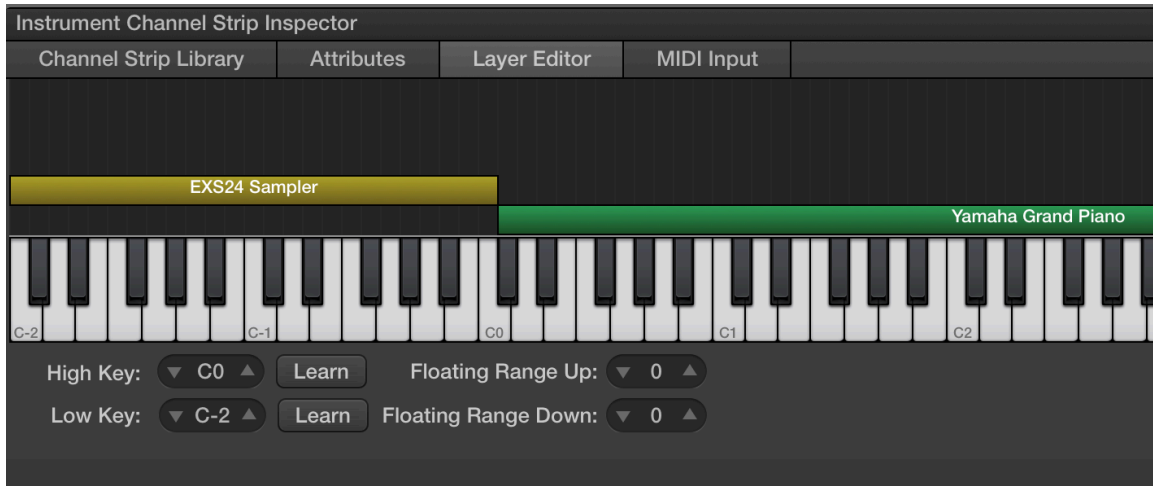 Instrument Channel Strip Inspector
Channel Strip Library Attributes Layer Editor MIDI Input
EXS24 Sampler
Yamaha Grand Piano
C-2 C-1 C0 C1 C2
High Key: C0 Learn Floating Range Up: 0
Low Key: C-2 Learn Floating Range Down: 0